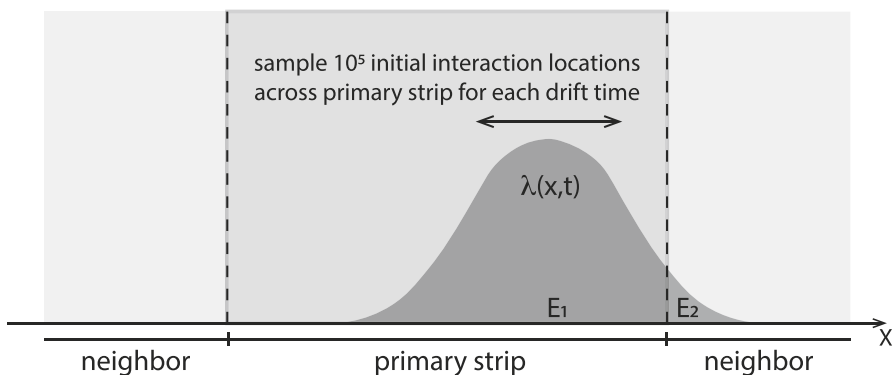 sample 10⁵ initial interaction locations
across primary strip for each drift time
λ(x,t)
E₁
E₂
X
neighbor
primary strip
neighbor